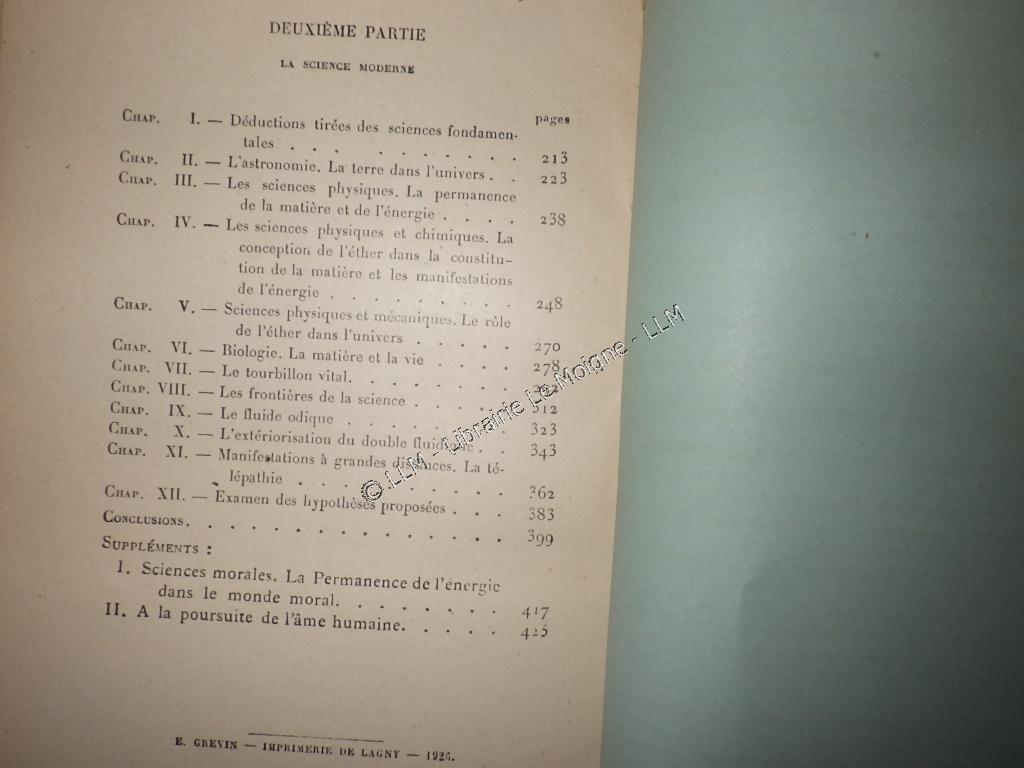 DEUXIÈME PARTIE
LA SCIENCE MODERNE
pages
CHAP. I. — Déductions tirées des sciences fondamen-
tales . . . . . . . . . . 213
CHAP. II. — L'astronomie. La terre dans l'univers . . 223
CHAP. III. — Les sciences physiques. La permanence
de la matière et de l'énergie . . . . 238
CHAP. IV. — Les sciences physiques et chimiques. La
conception de l'éther dans la constitu-
tion de la matière et les manifestations
de l'énergie . . . . . . . . 248
CHAP. V. — Sciences physiques et mécaniques. Le rôle
de l'éther dans l'univers . . . . . 270
CHAP. VI. — Biologie. La matière et la vie . . . . 278
CHAP. VII. — Le tourbillon vital. . . . . . .
CHAP. VIII. — Les frontières de la science . . . . . 312
CHAP. IX. — Le fluide odique . . . . . . . 323
CHAP. X. — L'extériorisation du double fluidique . . 343
CHAP. XI. — Manifestations à grandes distances. La té-
lépathie . . . . . . . . . 362
CHAP. XII. — Examen des hypothèses proposées . . . 383
CONCLUSIONS. . . . . . . . . . . . . 399
SUPPLÉMENTS :
I. Sciences morales. La Permanence de l'énergie
dans le monde moral. . . . . . . 417
II. A la poursuite de l'âme humaine. . . . . 425
E. GREVIN — IMPRIMERIE DE LAGNY — 1926.
© LLM - Librairie Le Moigne - LLM